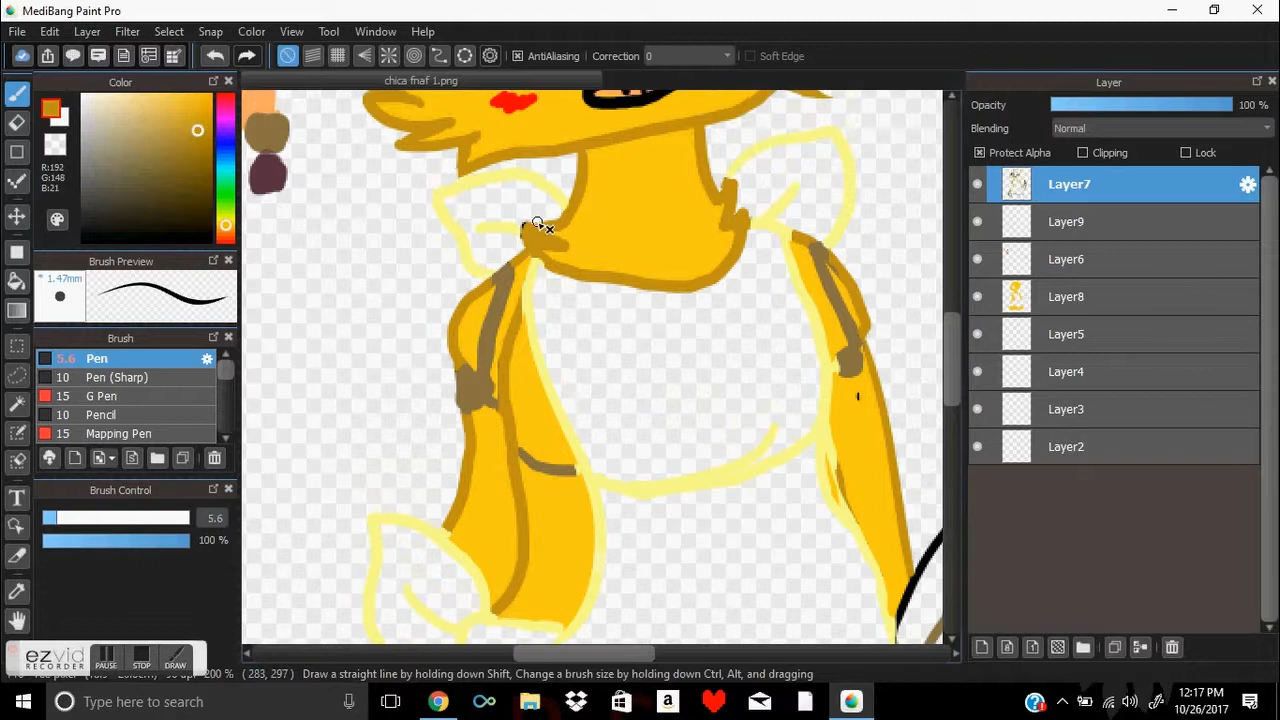 MediBang Paint Pro
File Edit Layer Filter Select Snap Color View Tool Window Help
AntiAliasing Correction 0 Soft Edge
Color
chica fnaf 1.png
Layer
Opacity 100 %
Blending Normal
Protect Alpha Clipping Lock
R:192
G:148
B:21
Layer7
Layer9
Layer6
Layer8
Layer5
Layer4
Layer3
Layer2
Brush Preview
* 1.47mm
Brush
5.6 Pen
10 Pen (Sharp)
15 G Pen
10 Pencil
15 Mapping Pen
Brush Control
5.6
100 %
T
ezvid
RECORDER
PAUSE STOP DRAW
200 % (283, 297) Draw a straight line by holding down Shift, Change a brush size by holding down Ctrl, Alt, and dragging
Type here to search
12:17 PM
10/26/2017